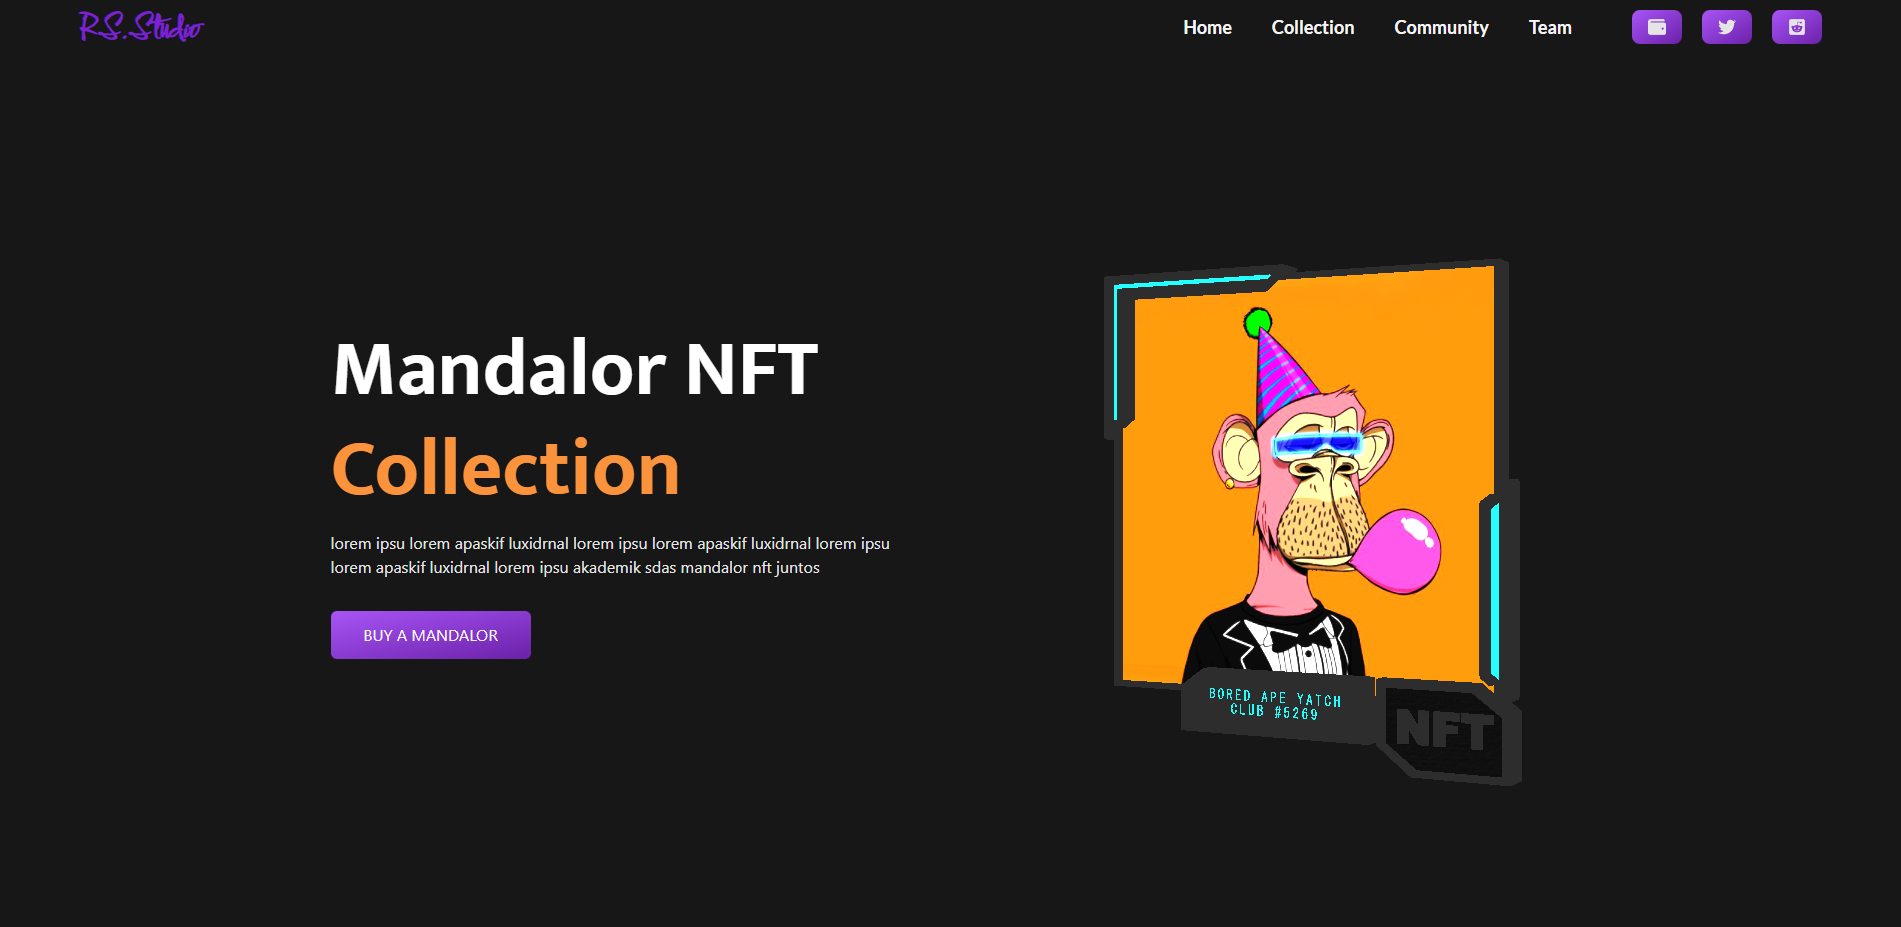 RS.Studio
Home Collection Community Team
Mandalor NFT
Collection
lorem ipsu lorem apaskif luxidrnal lorem ipsu lorem apaskif luxidrnal lorem ipsu
lorem apaskif luxidrnal lorem ipsu akademik sdas mandalor nft juntos
BUY A MANDALOR
BORED APE YATCH
CLUB #5269
NFT